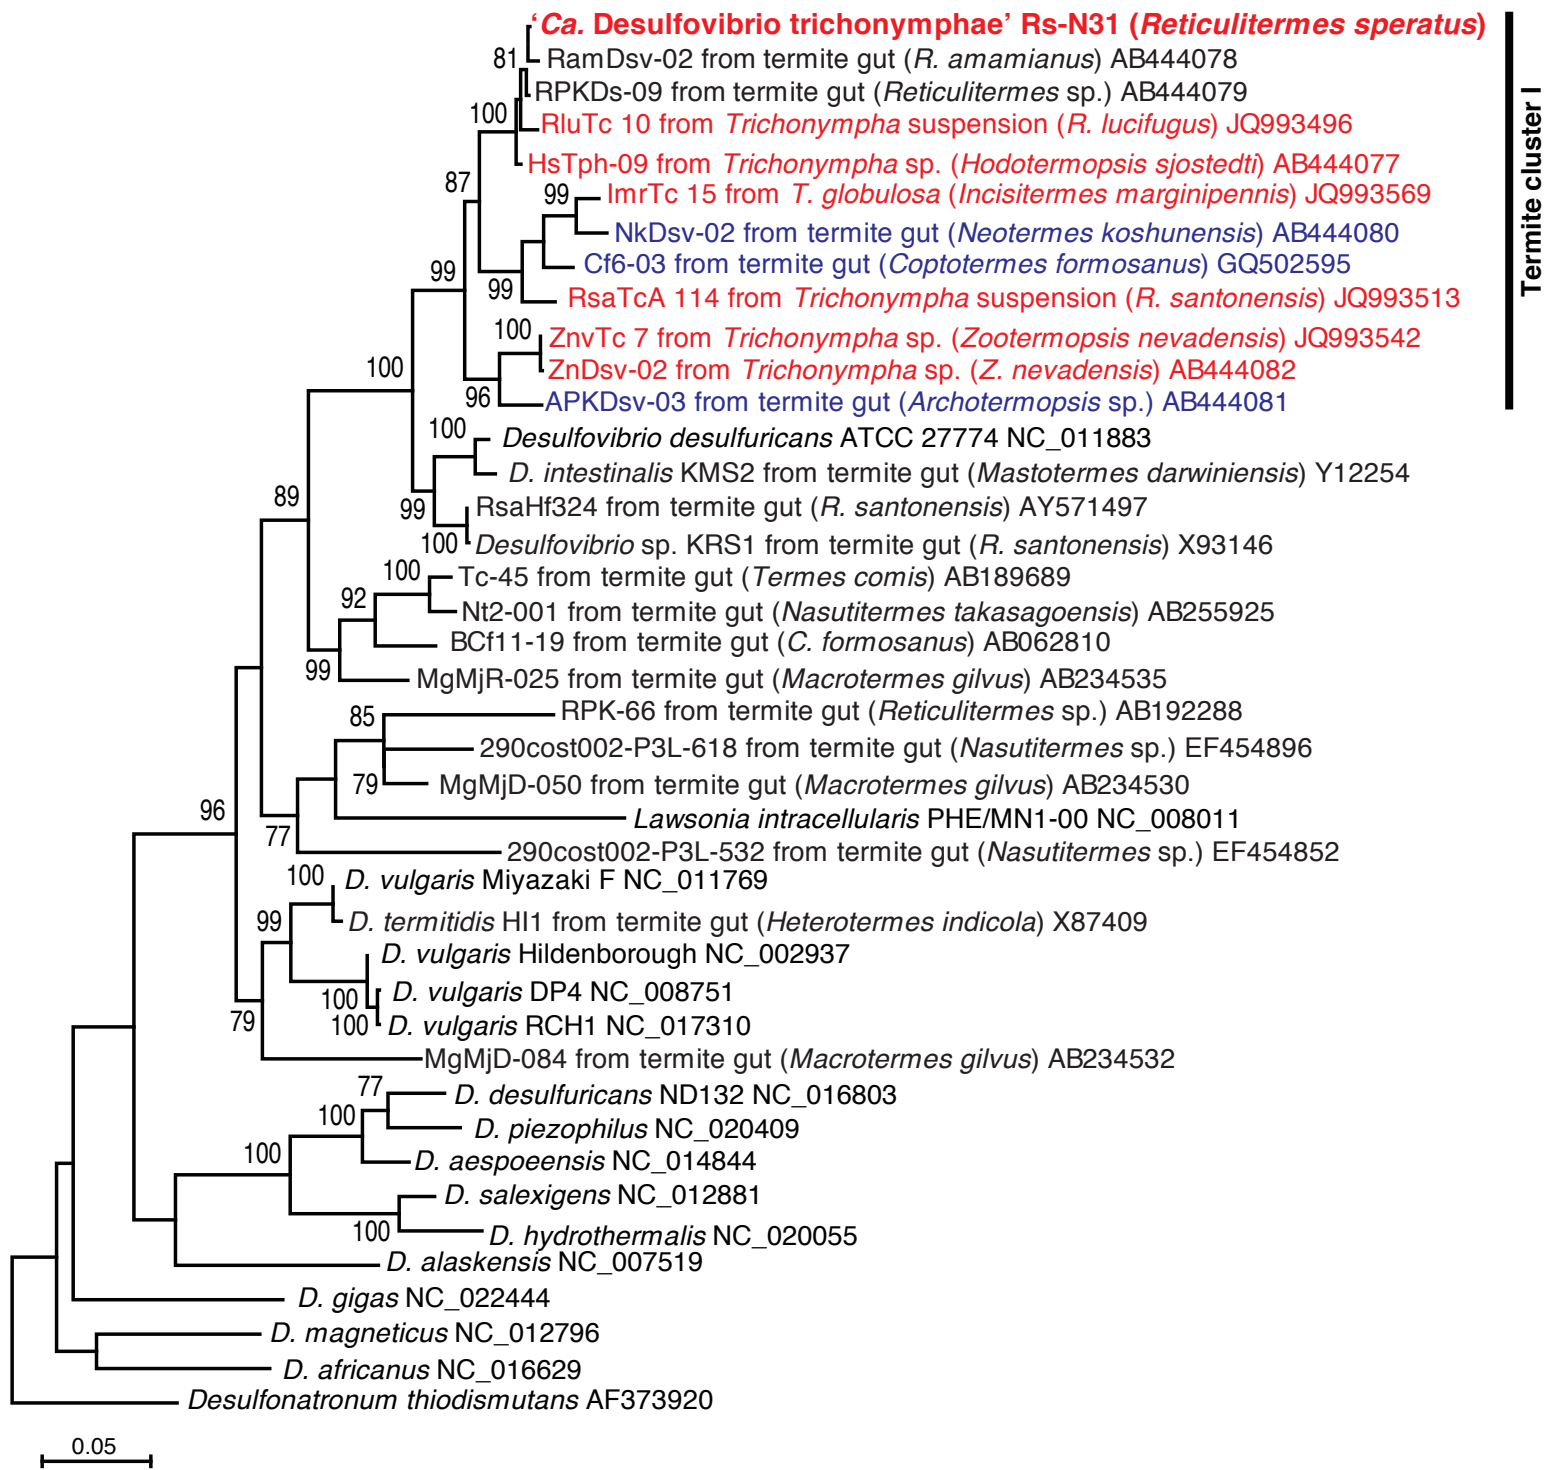 ‘Ca. Desulfovibrio trichonymphae’ Rs-N31 (Reticulitermes speratus)
81
RamDsv-02 from termite gut (R. amamianus) AB444078
RPKDs-09 from termite gut (Reticulitermes sp.) AB444079
100
RluTc 10 from Trichonympha suspension (R. lucifugus) JQ993496
HsTph-09 from Trichonympha sp. (Hodotermopsis sjostedti) AB444077
87
99
ImrTc 15 from T. globulosa (Incisitermes marginipennis) JQ993569
NkDsv-02 from termite gut (Neotermes koshunensis) AB444080
99
Cf6-03 from termite gut (Coptotermes formosanus) GQ502595
99
RsaTcA 114 from Trichonympha suspension (R. santonensis) JQ993513
100
ZnvTc 7 from Trichonympha sp. (Zootermopsis nevadensis) JQ993542
100
ZnDsv-02 from Trichonympha sp. (Z. nevadensis) AB444082
96
APKDsv-03 from termite gut (Archotermopsis sp.) AB444081
Termite cluster I
100
Desulfovibrio desulfuricans ATCC 27774 NC_011883
D. intestinalis KMS2 from termite gut (Mastotermes darwiniensis) Y12254
89
99
RsaHf324 from termite gut (R. santonensis) AY571497
100
Desulfovibrio sp. KRS1 from termite gut (R. santonensis) X93146
100
Tc-45 from termite gut (Termes comis) AB189689
92
Nt2-001 from termite gut (Nasutitermes takasagoensis) AB255925
BCf11-19 from termite gut (C. formosanus) AB062810
99
MgMjR-025 from termite gut (Macrotermes gilvus) AB234535
85
RPK-66 from termite gut (Reticulitermes sp.) AB192288
290cost002-P3L-618 from termite gut (Nasutitermes sp.) EF454896
79
MgMjD-050 from termite gut (Macrotermes gilvus) AB234530
96
Lawsonia intracellularis PHE/MN1-00 NC_008011
77
290cost002-P3L-532 from termite gut (Nasutitermes sp.) EF454852
100
D. vulgaris Miyazaki F NC_011769
99
D. termitidis HI1 from termite gut (Heterotermes indicola) X87409
D. vulgaris Hildenborough NC_002937
100
D. vulgaris DP4 NC_008751
79
100
D. vulgaris RCH1 NC_017310
MgMjD-084 from termite gut (Macrotermes gilvus) AB234532
77
D. desulfuricans ND132 NC_016803
100
D. piezophilus NC_020409
100
D. aespoeensis NC_014844
D. salexigens NC_012881
100
D. hydrothermalis NC_020055
D. alaskensis NC_007519
D. gigas NC_022444
D. magneticus NC_012796
D. africanus NC_016629
Desulfonatronum thiodismutans AF373920
0.05